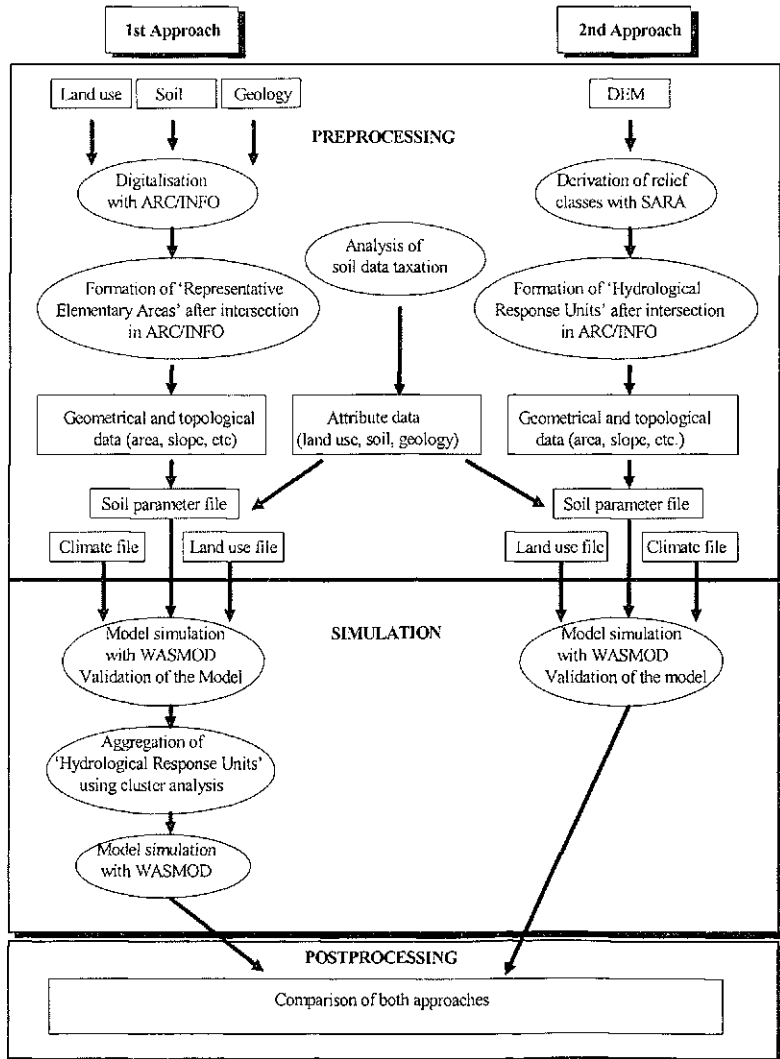 1st Approach
2nd Approach
Land use
Soil
Geology
DEM
PREPROCESSING
Digitalisation
with ARC/INFO
Derivation of relief
classes with SARA
Analysis of
soil data taxation
Formation of ‘Representative
Elementary Areas’ after intersection
in ARC/INFO
Formation of ‘Hydrological
Response Units’ after intersection
in ARC/INFO
Geometrical and topological
data (area, slope, etc)
Attribute data
(land use, soil, geology)
Geometrical and topological
data (area, slope, etc.)
Soil parameter file
Soil parameter file
Climate file
Land use file
Land use file
Climate file
SIMULATION
Model simulation
with WASMOD
Validation of the Model
Model simulation
with WASMOD
Validation of the model
Aggregation of
‘Hydrological Response Units’
using cluster analysis
Model simulation
with WASMOD
POSTPROCESSING
Comparison of both approaches